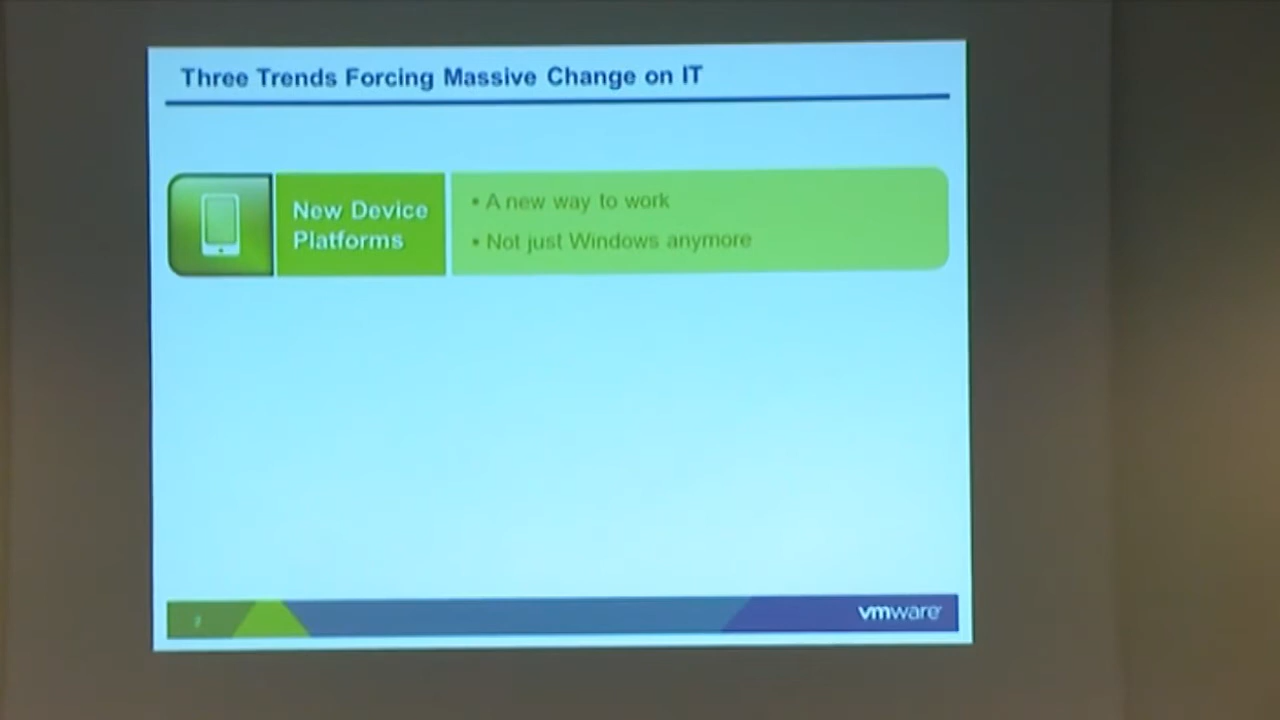 Three Trends Forcing Massive Change on IT
New Device
Platforms
• A new way to work
• Not just Windows anymore
vmware